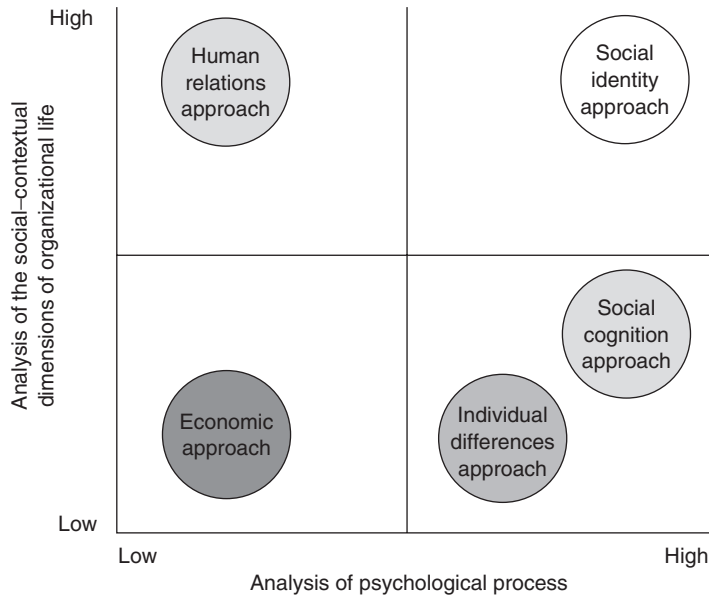 High
Human
relations
approach
Social
identity
approach
Analysis of the social–contextual
dimensions of organizational life
Social
cognition
approach
Economic
approach
Individual
differences
approach
Low
Low
High
Analysis of psychological process